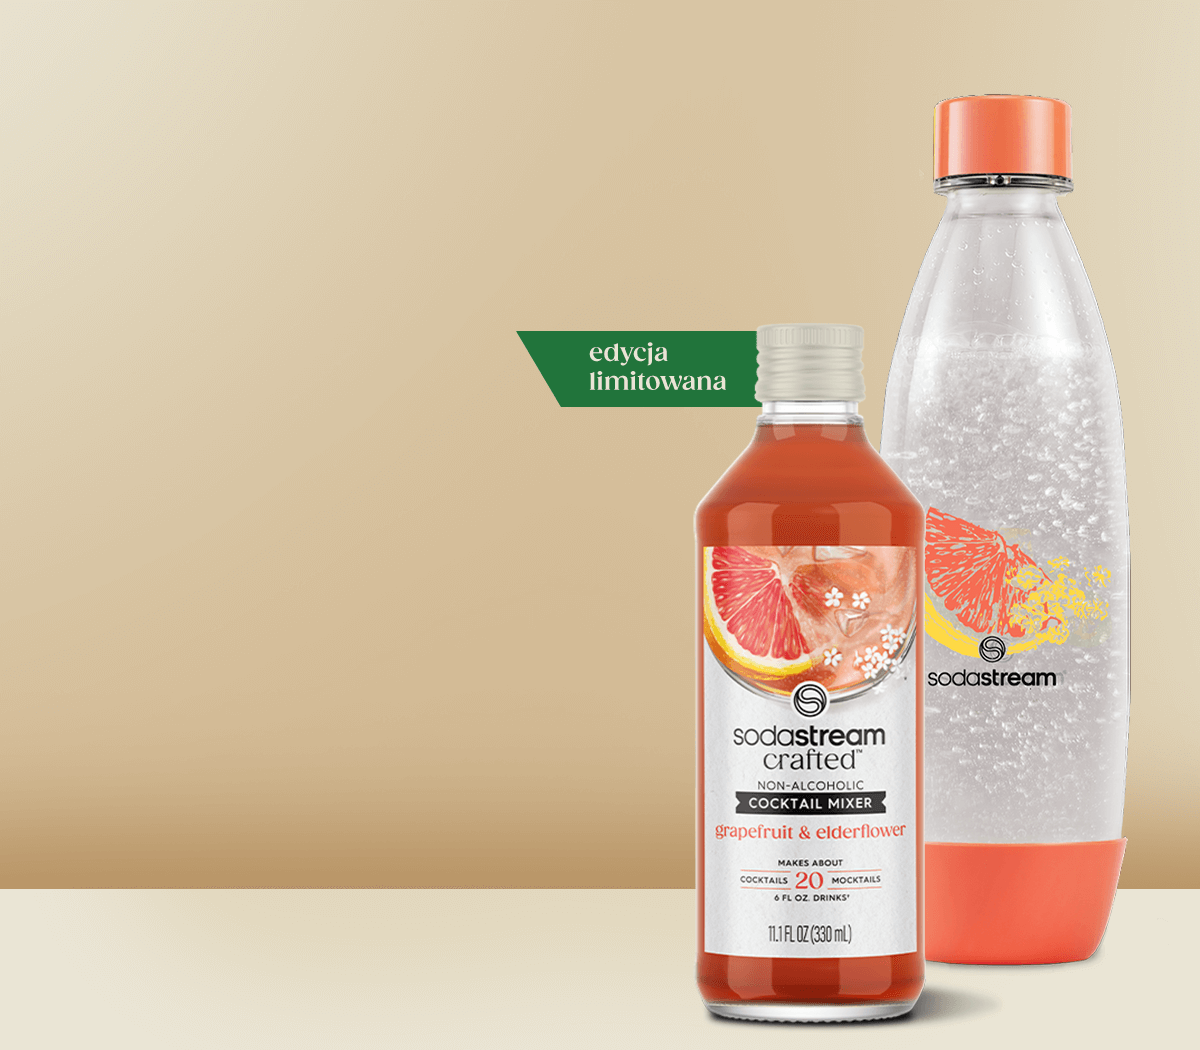 edycja
limitowana
sodastream
crafted™
NON-ALCOHOLIC
COCKTAIL MIXER
grapefruit & elderflower
MAKES ABOUT
COCKTAILS 20 MOCKTAILS
6 FL OZ. DRINKS*
11.1 FL OZ (330 mL)
sodastream